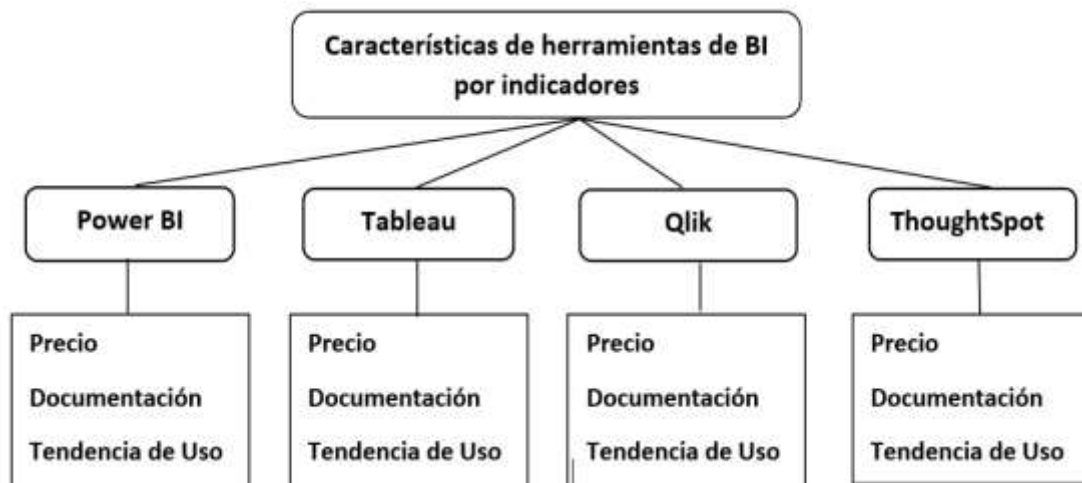 Características de herramientas de BI
por indicadores
Power BI
Tableau
Qlik
ThoughtSpot
Precio
Documentación
Tendencia de Uso
Precio
Documentación
Tendencia de Uso
Precio
Documentación
Tendencia de Uso
Precio
Documentación
Tendencia de Uso